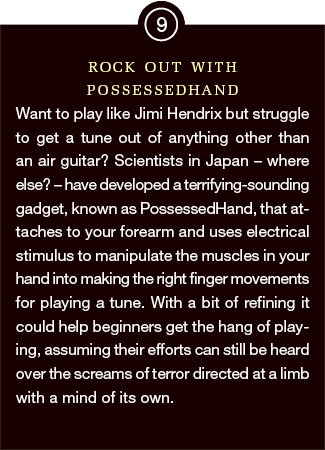 9
ROCK OUT WITH
POSSESSEDHAND
Want to play like Jimi Hendrix but struggle
to get a tune out of anything other than
an air guitar? Scientists in Japan – where
else? – have developed a terrifying-sounding
gadget, known as PossessedHand, that at-
taches to your forearm and uses electrical
stimulus to manipulate the muscles in your
hand into making the right finger movements
for playing a tune. With a bit of refining it
could help beginners get the hang of play-
ing, assuming their efforts can still be heard
over the screams of terror directed at a limb
with a mind of its own.